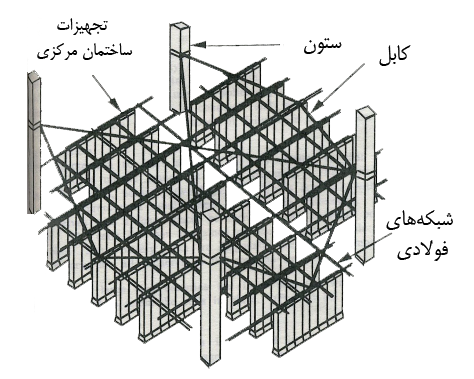 تجهیزات
ساختمان مرکزی
ستون
کابل
شبکه‌های
فولادی